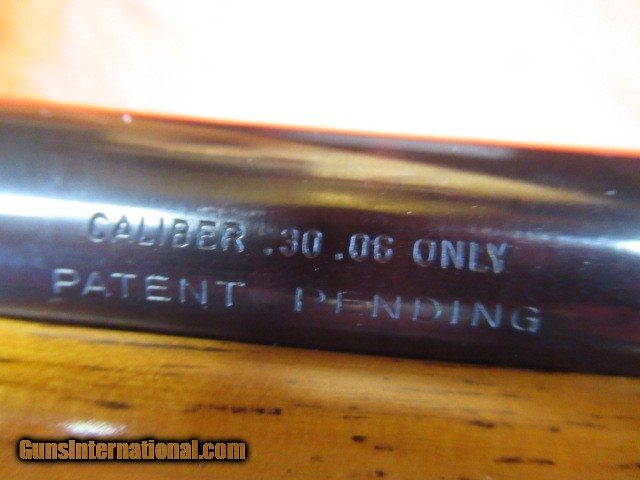 CALIBER .30 .06 ONLY
PATENT PENDING
GunsInternational.com